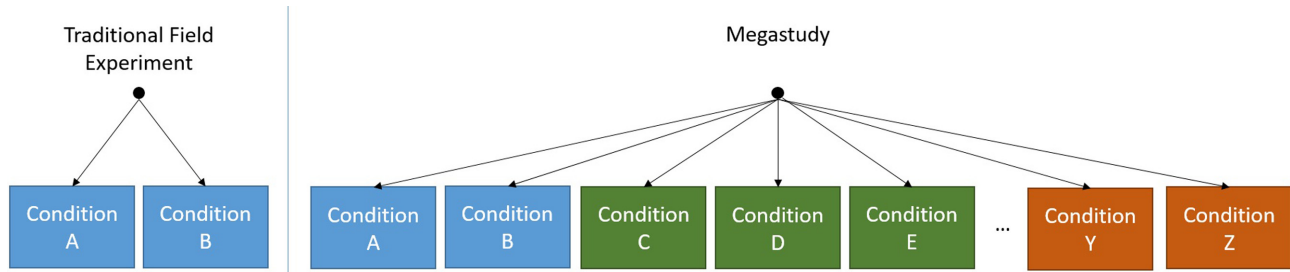 Traditional Field
Experiment
Condition
A
Condition
B
Megastudy
Condition
A
Condition
B
Condition
C
Condition
D
Condition
E
...
Condition
Y
Condition
Z